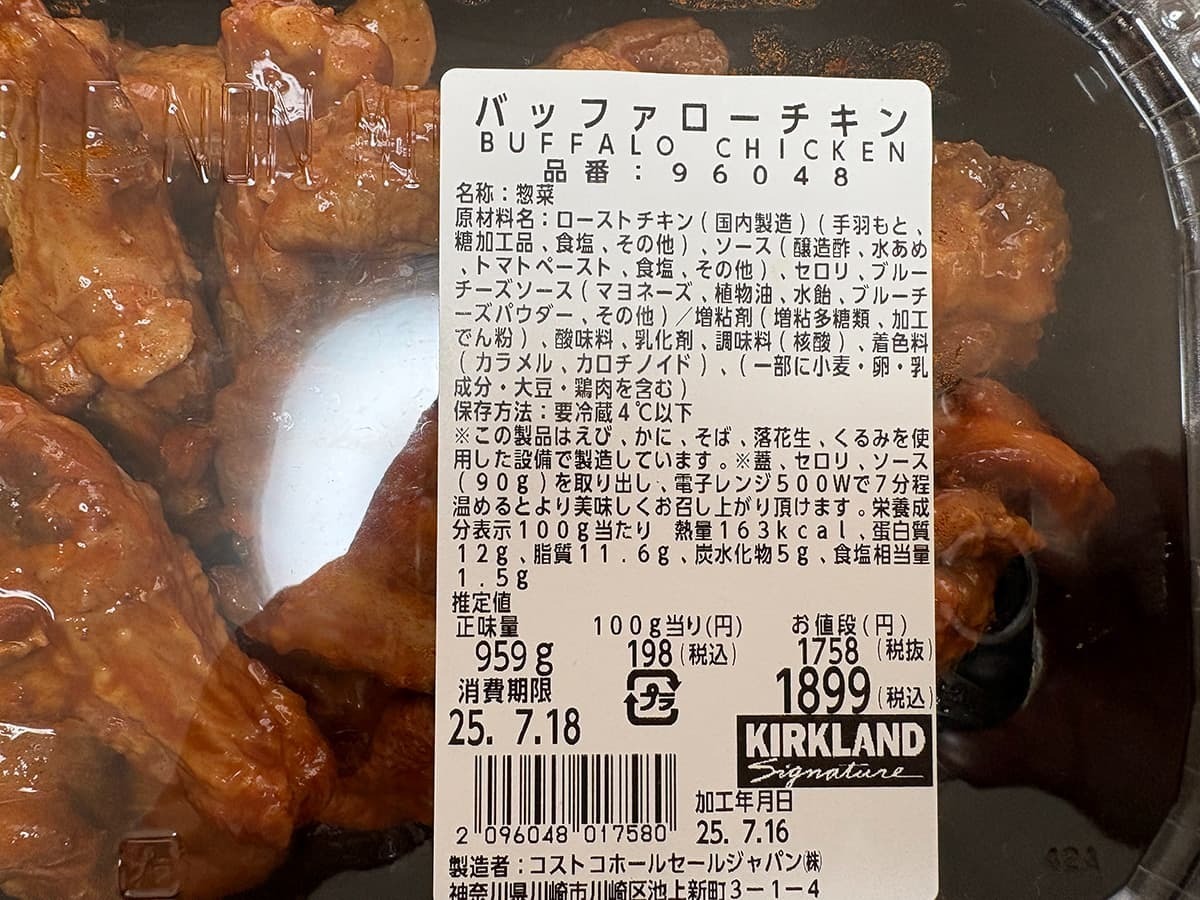 バッファローチキン
BUFFALO CHICKEN
品番:96048
名称:惣菜
原材料名:ローストチキン(国内製造)(手羽もと、
糖加工品、食塩、その他)、ソース(醸造酢、水あめ
、トマトペースト、食塩、その他)、セロリ、ブルー
チーズソース(マヨネーズ、植物油、水飴、ブルーチ
ーズパウダー、その他)/増粘剤(増粘多糖類、加工
でん粉)、酸味料、乳化剤、調味料(核酸)、着色料
(カラメル、カロチノイド)、(一部に小麦・卵・乳
成分・大豆・鶏肉を含む)
保存方法:要冷蔵4℃以下
※この製品はえび、かに、そば、落花生、くるみを使
用した設備で製造しています。※蓋、セロリ、ソース
(90g)を取り出し、電子レンジ500Wで7分程
温めるとより美味しくお召し上がり頂けます。栄養成
分表示100g当たり 熱量163kcal、蛋白質
12g、脂質11.6g、炭水化物5g、食塩相当量
1.5g
推定値
正味量 100g当り(円) お値段(円)
959g 198(税込) 1758(税抜)
1899(税込)
消費期限
プラ
25. 7.18
KIRKLAND
Signature
加工年月日
25. 7.16
2 096048 017580
製造者:コストコホールセールジャパン㈱
神奈川県川崎市川崎区池上新町3-1-4
42A